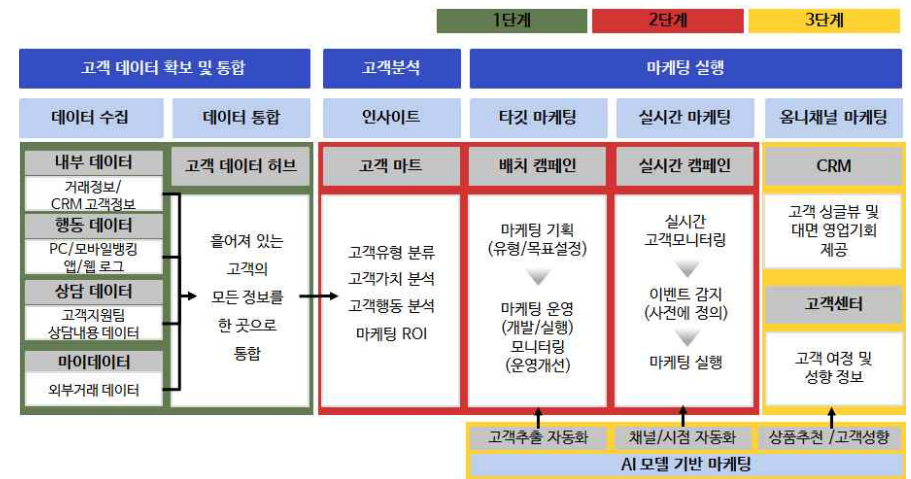 1단계
2단계
3단계
고객 데이터 확보 및 통합
고객분석
마케팅 실행
데이터 수집
데이터 통합
인사이트
타깃 마케팅
실시간 마케팅
옴니채널 마케팅
내부 데이터
거래정보/
CRM 고객정보
행동 데이터
PC/모바일뱅킹
앱/웹 로그
상담 데이터
고객지원팀
상담내용 데이터
마이데이터
외부거래 데이터
고객 데이터 허브
흩어져 있는
고객의
모든 정보를
한 곳으로
통합
고객 마트
고객유형 분류
고객가치 분석
고객행동 분석
마케팅 ROI
배치 캠페인
마케팅 기획
(유형/목표설정)
마케팅 운영
(개발/실행)
모니터링
(운영개선)
실시간 캠페인
실시간
고객모니터링
이벤트 감지
(사전에 정의)
마케팅 실행
CRM
고객 싱글뷰 및
대면 영업기회
제공
고객센터
고객 여정 및
성향 정보
고객추출 자동화
채널/시점 자동화
상품추천 /고객성향
AI 모델 기반 마케팅